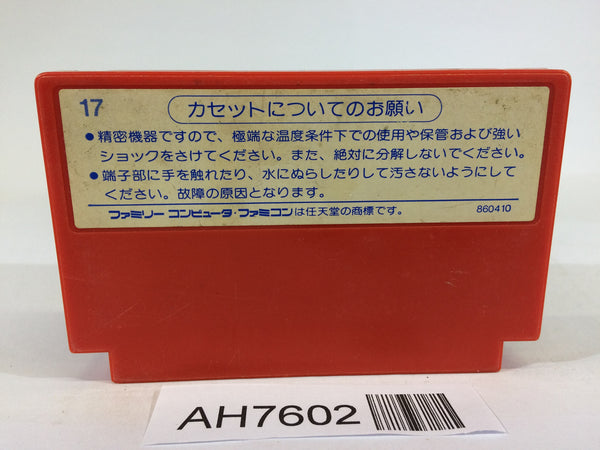 17
カセットについてのお願い
●精密機器ですので、極端な温度条件下での使用や保管および強い
ショックをさけてください。また、絶対に分解しないでください。
●端子部に手を触れたり、水にぬらしたりして汚さないようにして
ください。故障の原因となります。
ファミリー コンピュータ・ファミコンは任天堂の商標です。
860410
AH7602